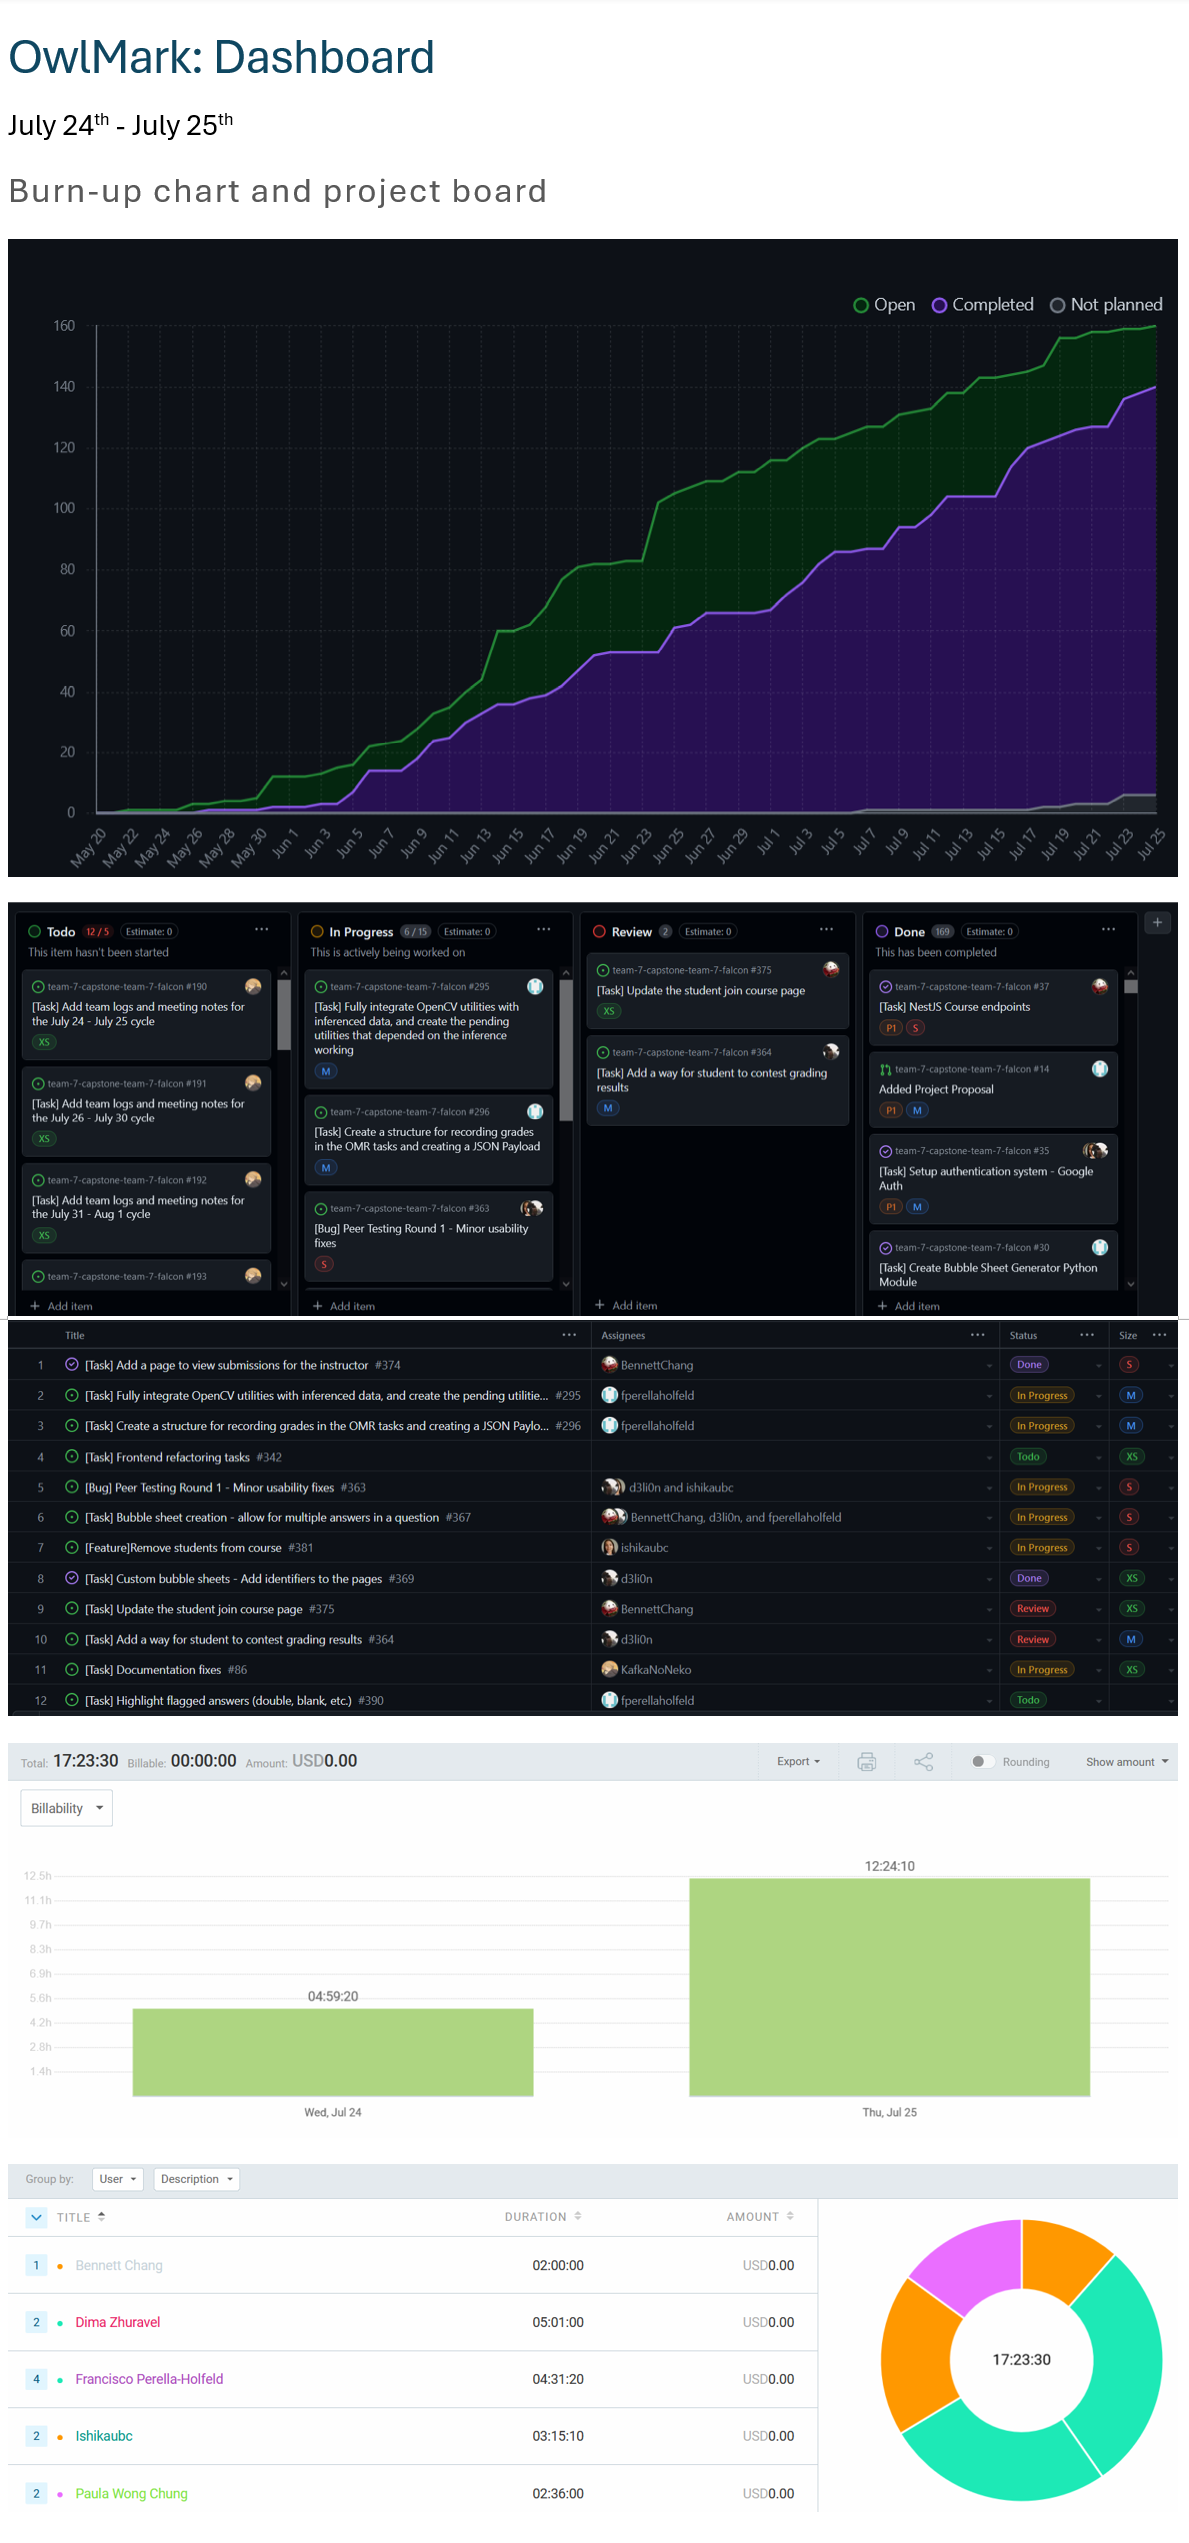 OwlMark: Dashboard
July 24th - July 25th
Burn-up chart and project board
Open Completed Not planned
160
140
120
100
80
60
40
20
0
May 20 May 22 May 24 May 26 May 28 May 30 Jun 1 Jun 3 Jun 5 Jun 7 Jun 9 Jun 11 Jun 13 Jun 15 Jun 17 Jun 19 Jun 21 Jun 23 Jun 25 Jun 27 Jun 29 Jul 1 Jul 3 Jul 5 Jul 7 Jul 9 Jul 11 Jul 13 Jul 15 Jul 17 Jul 19 Jul 21 Jul 23 Jul 25
Todo 12 / 5 Estimate: 0
This item hasn't been started
team-7-capstone-team-7-falcon #190
[Task] Add team logs and meeting notes for
the July 24 - July 25 cycle
XS
team-7-capstone-team-7-falcon #191
[Task] Add team logs and meeting notes for
the July 26 - July 30 cycle
XS
team-7-capstone-team-7-falcon #192
[Task] Add team logs and meeting notes for
the July 31 - Aug 1 cycle
XS
team-7-capstone-team-7-falcon #193
+ Add item
In Progress 6 / 15 Estimate: 0
This is actively being worked on
team-7-capstone-team-7-falcon #295
[Task] Fully integrate OpenCV utilities with
inferenced data, and create the pending
utilities that depended on the inference
working
M
team-7-capstone-team-7-falcon #296
[Task] Create a structure for recording grades
in the OMR tasks and creating a JSON Payload
M
team-7-capstone-team-7-falcon #363
[Bug] Peer Testing Round 1 - Minor usability
fixes
S
+ Add item
Review 2 Estimate: 0
team-7-capstone-team-7-falcon #375
[Task] Update the student join course page
XS
team-7-capstone-team-7-falcon #364
[Task] Add a way for student to contest grading
results
M
+ Add item
Done 169 Estimate: 0
This has been completed
team-7-capstone-team-7-falcon #37
[Task] NestJS Course endpoints
P1 S
team-7-capstone-team-7-falcon #14
Added Project Proposal
P1 M
team-7-capstone-team-7-falcon #35
[Task] Setup authentication system - Google
Auth
P1 M
team-7-capstone-team-7-falcon #30
[Task] Create Bubble Sheet Generator Python
Module
+ Add item
+
Title Assignees Status Size
1 [Task] Add a page to view submissions for the instructor #374 BennettChang Done S
2 [Task] Fully integrate OpenCV utilities with inferenced data, and create the pending utilitie... #295 fperellaholfeld In Progress M
3 [Task] Create a structure for recording grades in the OMR tasks and creating a JSON Paylo... #296 fperellaholfeld In Progress M
4 [Task] Frontend refactoring tasks #342 Todo XS
5 [Bug] Peer Testing Round 1 - Minor usability fixes #363 d3li0n and ishikaubc In Progress S
6 [Task] Bubble sheet creation - allow for multiple answers in a question #367 BennettChang, d3li0n, and fperellaholfeld In Progress S
7 [Feature]Remove students from course #381 ishikaubc In Progress S
8 [Task] Custom bubble sheets - Add identifiers to the pages #369 d3li0n Done XS
9 [Task] Update the student join course page #375 BennettChang Review XS
10 [Task] Add a way for student to contest grading results #364 d3li0n Review M
11 [Task] Documentation fixes #86 KafkaNoNeko In Progress XS
12 [Task] Highlight flagged answers (double, blank, etc.) #390 fperellaholfeld Todo
Total: 17:23:30 Billable: 00:00:00 Amount: USD0.00 Export Rounding Show amount
Billability
12.5h
11.1h
9.7h
8.3h
6.9h
5.6h
4.2h
2.8h
1.4h
04:59:20
12:24:10
Wed, Jul 24 Thu, Jul 25
Group by: User Description
TITLE DURATION AMOUNT
1 Bennett Chang 02:00:00 USD0.00
2 Dima Zhuravel 05:01:00 USD0.00
4 Francisco Perella-Holfeld 04:31:20 USD0.00
2 Ishikaubc 03:15:10 USD0.00
2 Paula Wong Chung 02:36:00 USD0.00
17:23:30